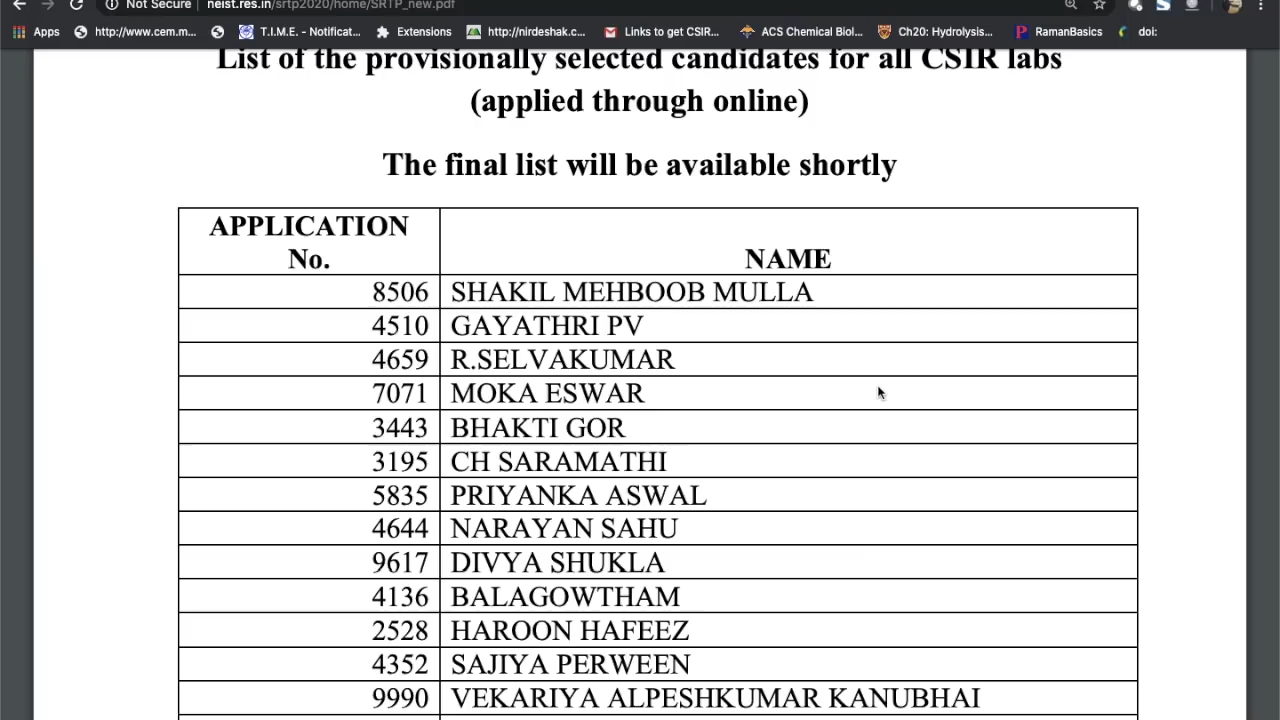 Not Secure | neist.res.in/srtp2020/home/SRTP_new.pdf
Apps http://www.cem.m... T.I.M.E. - Notificat... Extensions http://nirdeshak.c... Links to get CSIR... ACS Chemical Biol... Ch20: Hydrolysis... RamanBasics doi:
List of the provisionally selected candidates for all CSIR labs
(applied through online)
The final list will be available shortly
APPLICATION
No. NAME
8506 SHAKIL MEHBOOB MULLA
4510 GAYATHRI PV
4659 R.SELVAKUMAR
7071 MOKA ESWAR
3443 BHAKTI GOR
3195 CH SARAMATHI
5835 PRIYANKA ASWAL
4644 NARAYAN SAHU
9617 DIVYA SHUKLA
4136 BALAGOWTHAM
2528 HAROON HAFEEZ
4352 SAJIYA PERWEEN
9990 VEKARIYA ALPESHKUMAR KANUBHAI